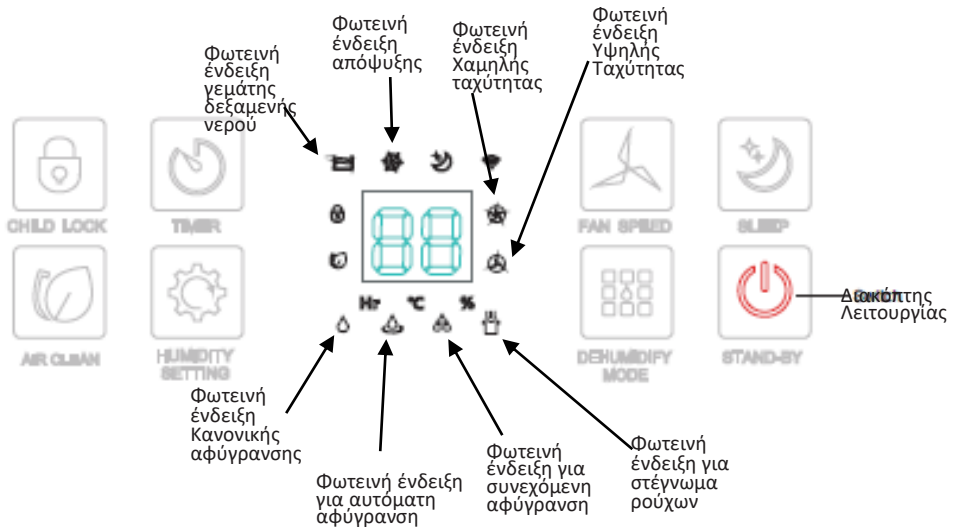 Φωτεινή
ένδειξη
γεμάτης
δεξαμενής
νερού
Φωτεινή
ένδειξη
απόψυξης
Φωτεινή
ένδειξη
Χαμηλής
ταχύτητας
Φωτεινή
ένδειξη
Υψηλής
Ταχύτητας
CHILD LOCK
TIMER
FAN SPEED
SLEEP
88
Hr °C %
AIR CLEAN
HUMIDITY
SETTING
DEHUMIDIFY
MODE
STAND-BY
Διακόπτης
Λειτουργίας
Φωτεινή
ένδειξη
Κανονικής
αφύγρανσης
Φωτεινή ένδειξη
για αυτόματη
αφύγρανση
Φωτεινή
ένδειξη για
συνεχόμενη
αφύγρανση
Φωτεινή
ένδειξη για
στέγνωμα
ρούχων